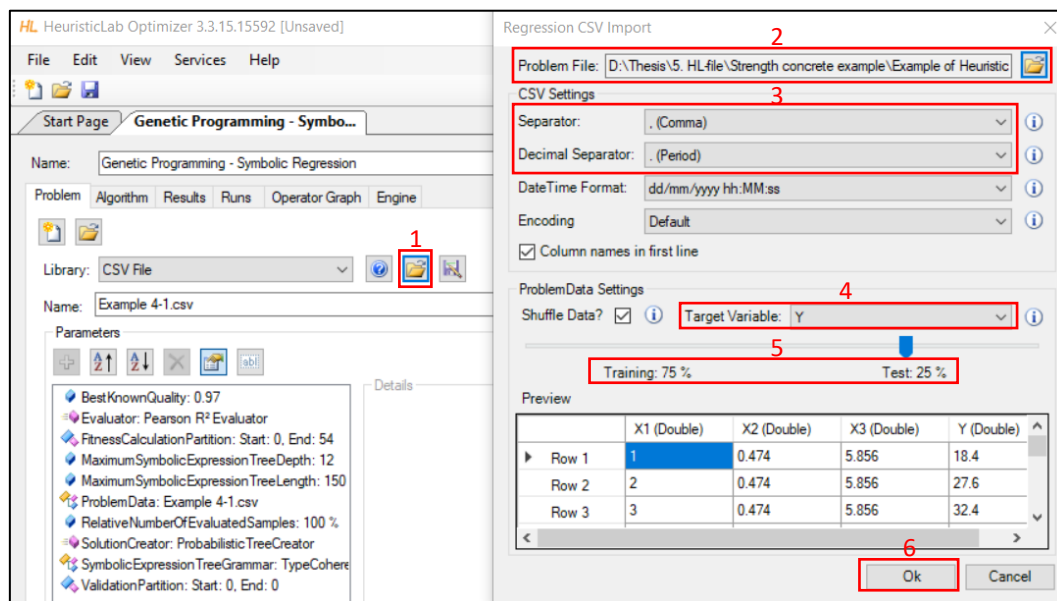 HL HeuristicLab Optimizer 3.3.15.15592 [Unsaved]
File Edit View Services Help
Start Page Genetic Programming - Symbo...
Name: Genetic Programming - Symbolic Regression
Problem Algorithm Results Runs Operator Graph Engine
1
Library: CSV File
Name: Example 4-1.csv
Parameters
Details
BestKnownQuality: 0.97
Evaluator: Pearson R² Evaluator
FitnessCalculationPartition: Start: 0, End: 54
MaximumSymbolicExpressionTreeDepth: 12
MaximumSymbolicExpressionTreeLength: 150
ProblemData: Example 4-1.csv
RelativeNumberOfEvaluatedSamples: 100 %
SolutionCreator: ProbabilisticTreeCreator
SymbolicExpressionTreeGrammar: TypeCohere
ValidationPartition: Start: 0, End: 0
Regression CSV Import
2
Problem File: D:\Thesis\5. HL-file\Strength concrete example\Example of Heuristic
CSV Settings
3
Separator: , (Comma)
Decimal Separator: . (Period)
DateTime Format: dd/mm/yyyy hh:MM:ss
Encoding Default
Column names in first line
ProblemData Settings
4
Shuffle Data? Target Variable: Y
5
Training: 75 % Test: 25 %
Preview
X1 (Double) X2 (Double) X3 (Double) Y (Double)
Row 1 1 0.474 5.856 18.4
Row 2 2 0.474 5.856 27.6
Row 3 3 0.474 5.856 32.4
6
Ok Cancel